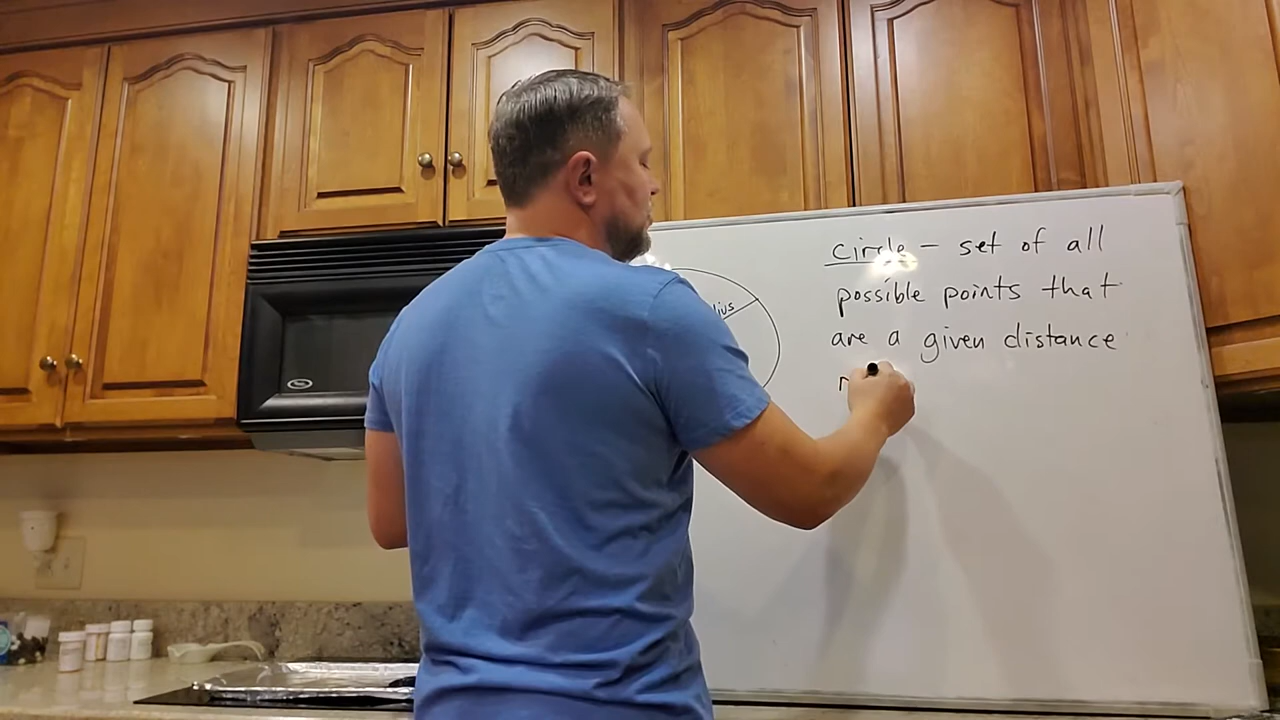 circle – set of all
possible points that
are a given distance
r